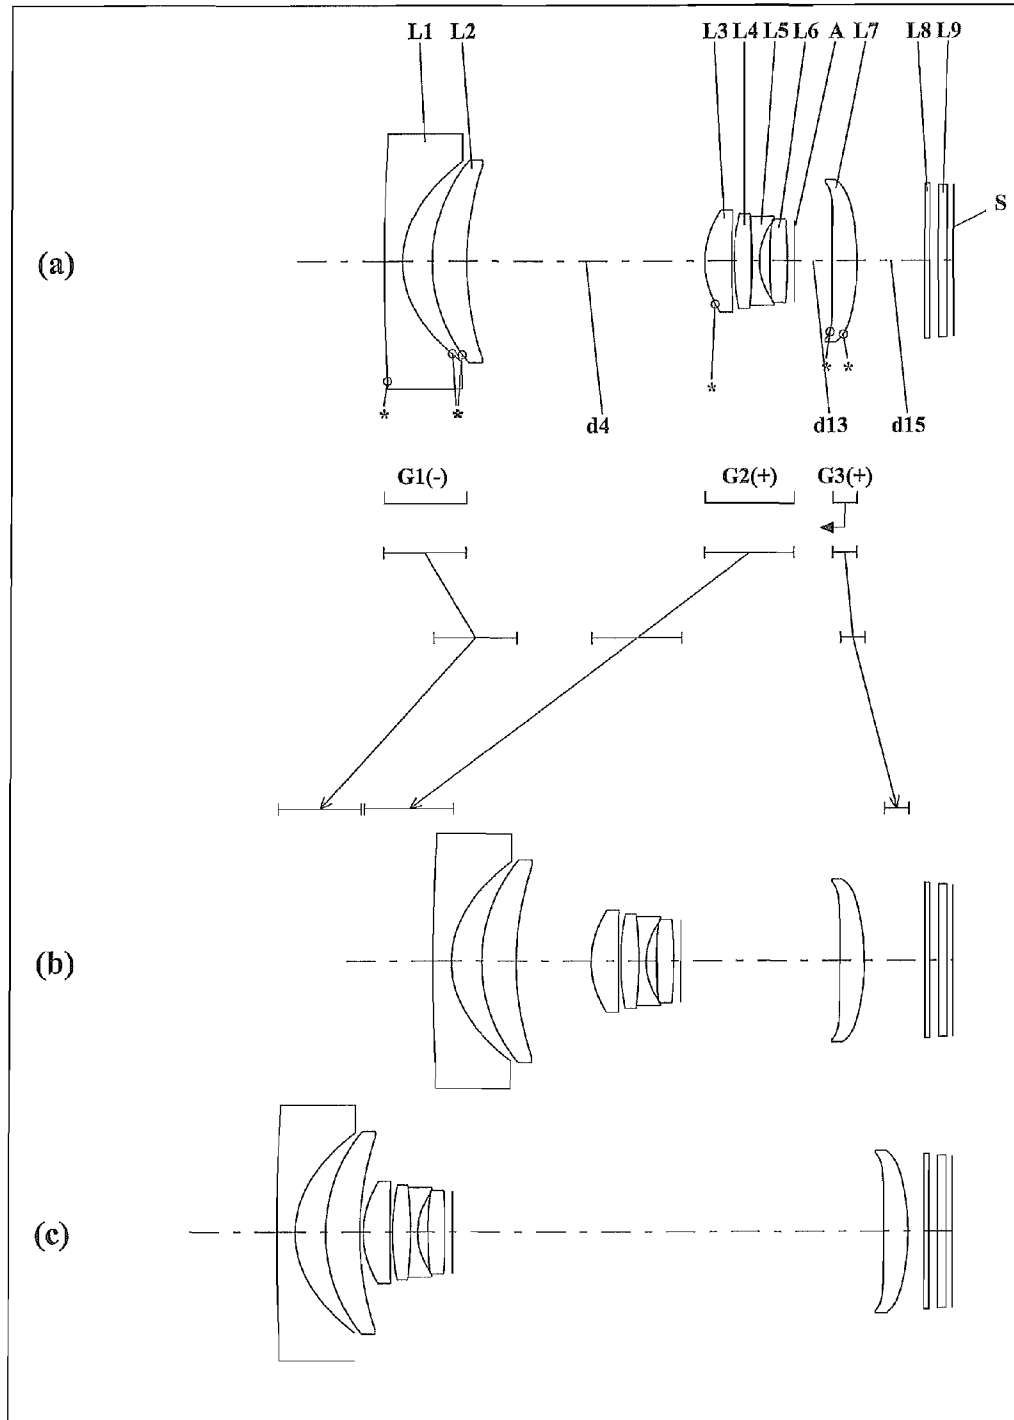 L1 L2 L3 L4 L5 L6 A L7 L8 L9
S
(a)
* * * * *
d4 d13 d15
G1(-) G2(+) G3(+)
(b)
(c)